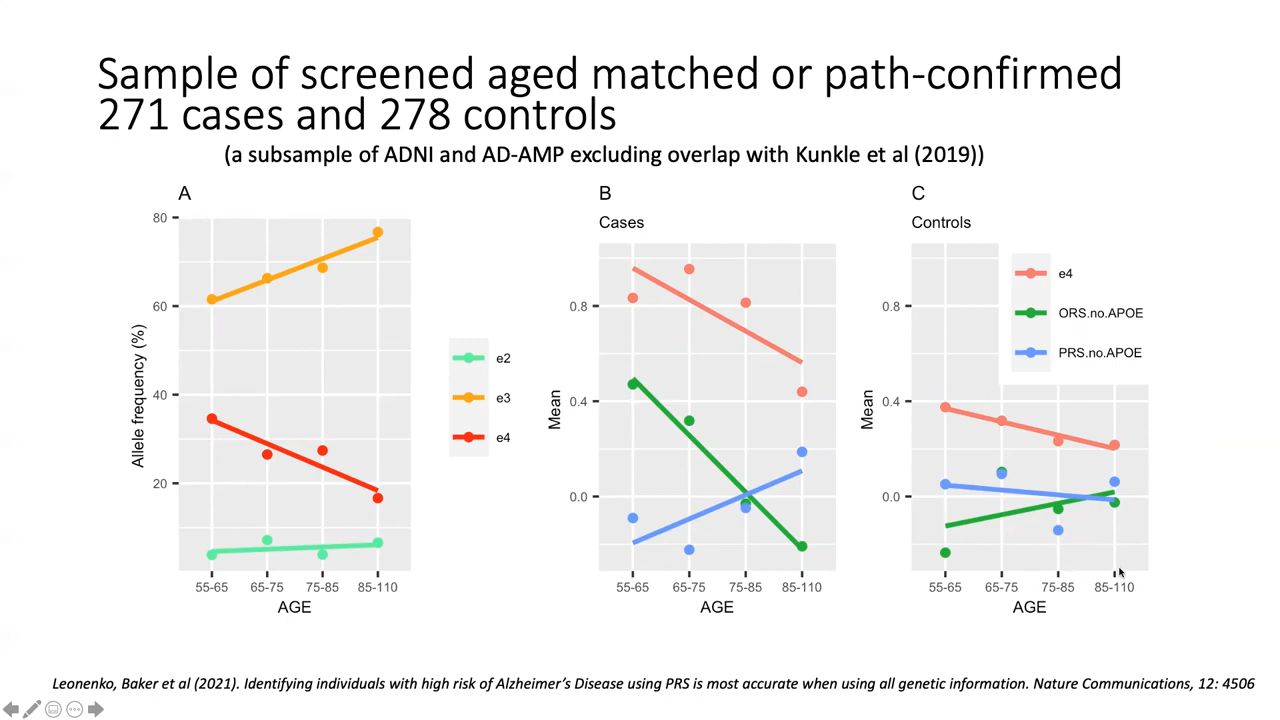 Sample of screened aged matched or path-confirmed
271 cases and 278 controls
(a subsample of ADNI and AD-AMP excluding overlap with Kunkle et al (2019))
A
80
60
40
20
Allele frequency (%)
55-65
65-75
75-85
85-110
AGE
e2
e3
e4
B
Cases
0.8
0.4
0.0
Mean
55-65
65-75
75-85
85-110
AGE
C
Controls
0.8
0.4
0.0
Mean
e4
ORS.no.APOE
PRS.no.APOE
55-65
65-75
75-85
85-110
AGE
Leonenko, Baker et al (2021). Identifying individuals with high risk of Alzheimer's Disease using PRS is most accurate when using all genetic information. Nature Communications, 12: 4506